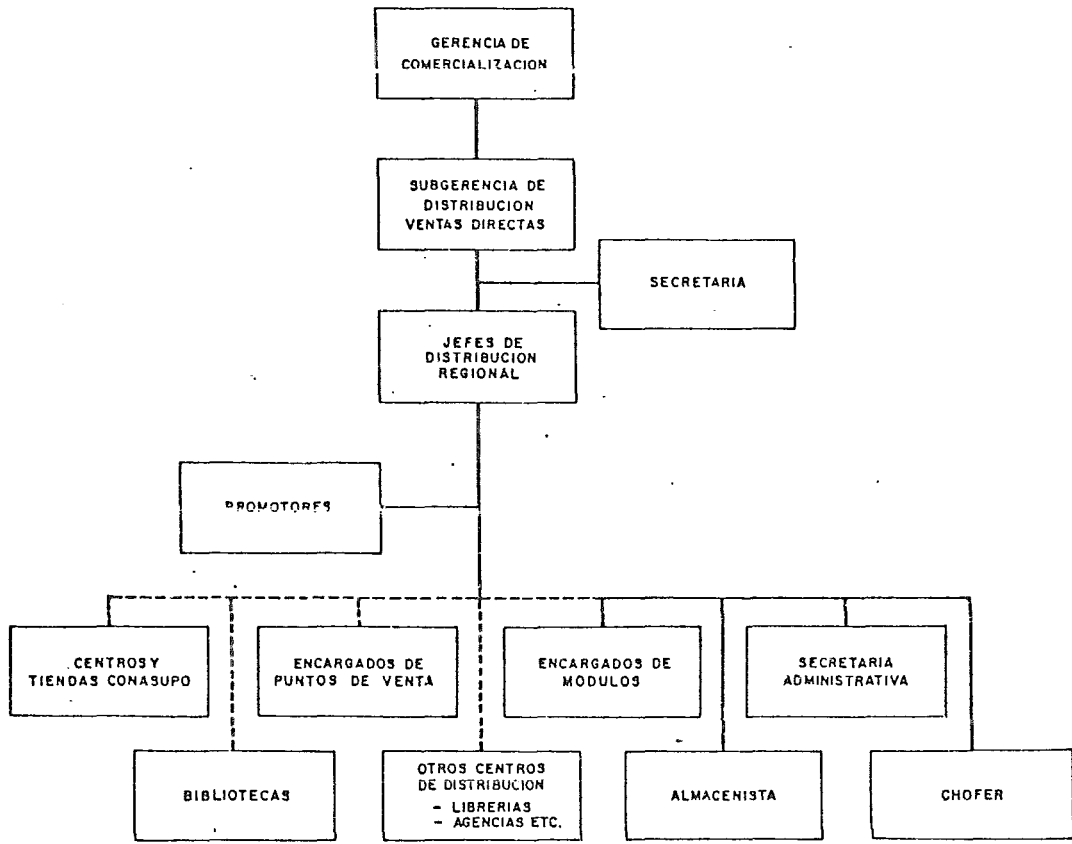 GERENCIA DE
COMERCIALIZACION
SUBGERENCIA DE
DISTRIBUCION
VENTAS DIRECTAS
SECRETARIA
JEFES DE
DISTRIBUCION
REGIONAL
PROMOTORES
CENTROS Y
TIENDAS CONASUPO
ENCARGADOS DE
PUNTOS DE VENTA
ENCARGADOS DE
MODULOS
SECRETARIA
ADMINISTRATIVA
BIBLIOTECAS
OTROS CENTROS
DE DISTRIBUCION
- LIBRERIAS
- AGENCIAS ETC.
ALMACENISTA
CHOFER